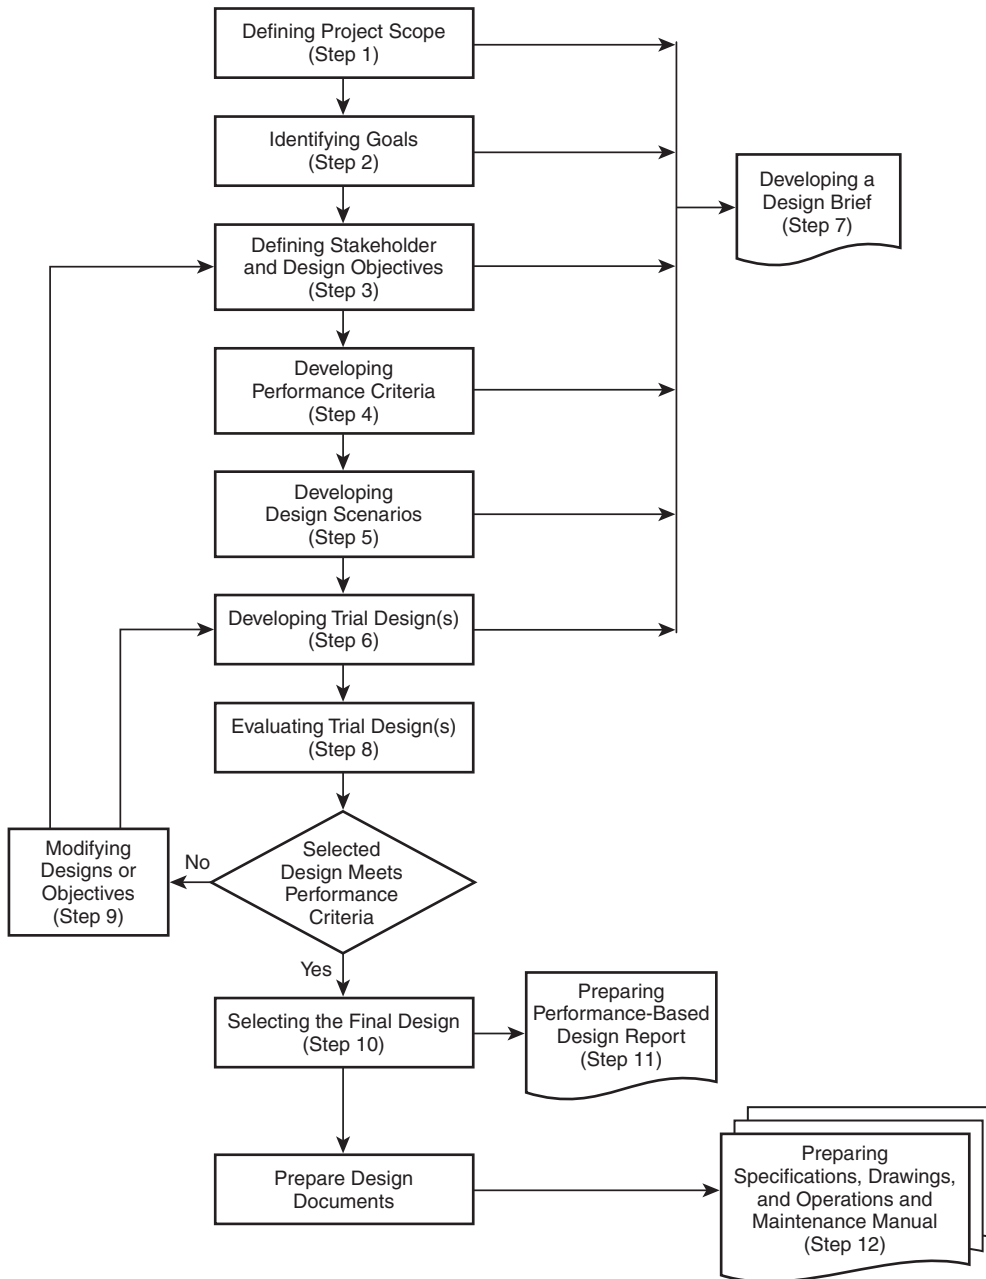 Defining Project Scope
(Step 1)
Identifying Goals
(Step 2)
Developing a
Design Brief
(Step 7)
Defining Stakeholder
and Design Objectives
(Step 3)
Developing
Performance Criteria
(Step 4)
Developing
Design Scenarios
(Step 5)
Developing Trial Design(s)
(Step 6)
Evaluating Trial Design(s)
(Step 8)
Modifying
Designs or
Objectives
(Step 9)
No
Selected
Design Meets
Performance
Criteria
Yes
Selecting the Final Design
(Step 10)
Preparing
Performance-Based
Design Report
(Step 11)
Prepare Design
Documents
Preparing
Specifications, Drawings,
and Operations and
Maintenance Manual
(Step 12)